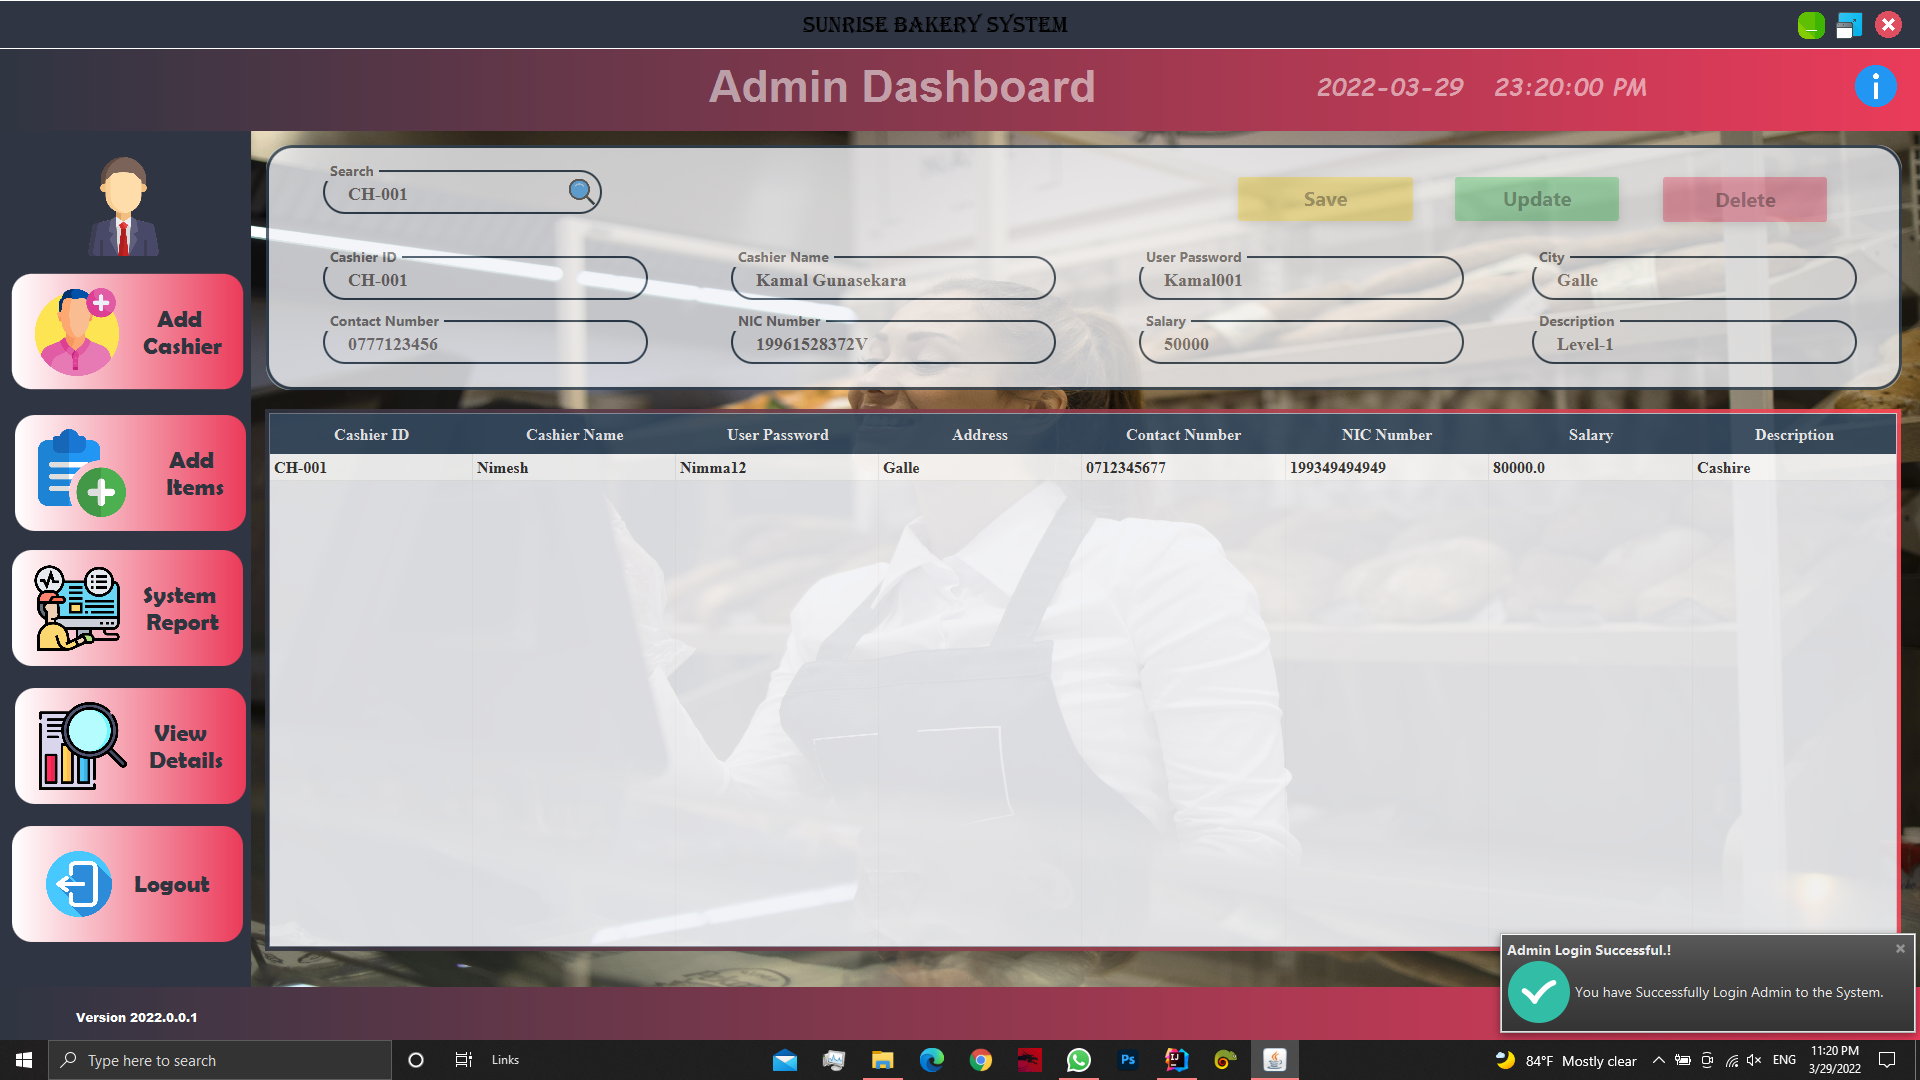 SUNRISE BAKERY SYSTEM
Admin Dashboard
2022-03-29 23:20:00 PM
Search
CH-001
Save
Update
Delete
Cashier ID
CH-001
Cashier Name
Kamal Gunasekara
User Password
Kamal001
City
Galle
Contact Number
0777123456
NIC Number
19961528372V
Salary
50000
Description
Level-1
Add
Cashier
Add
Items
System
Report
View
Details
Logout
Cashier ID Cashier Name User Password Address Contact Number NIC Number Salary Description
CH-001 Nimesh Nimma12 Galle 0712345677 199349494949 80000.0 Cashire
Admin Login Successful.!
You have Successfully Login Admin to the System.
Version 2022.0.0.1
Type here to search
Links
Ps
84°F Mostly clear
ENG
11:20 PM
3/29/2022